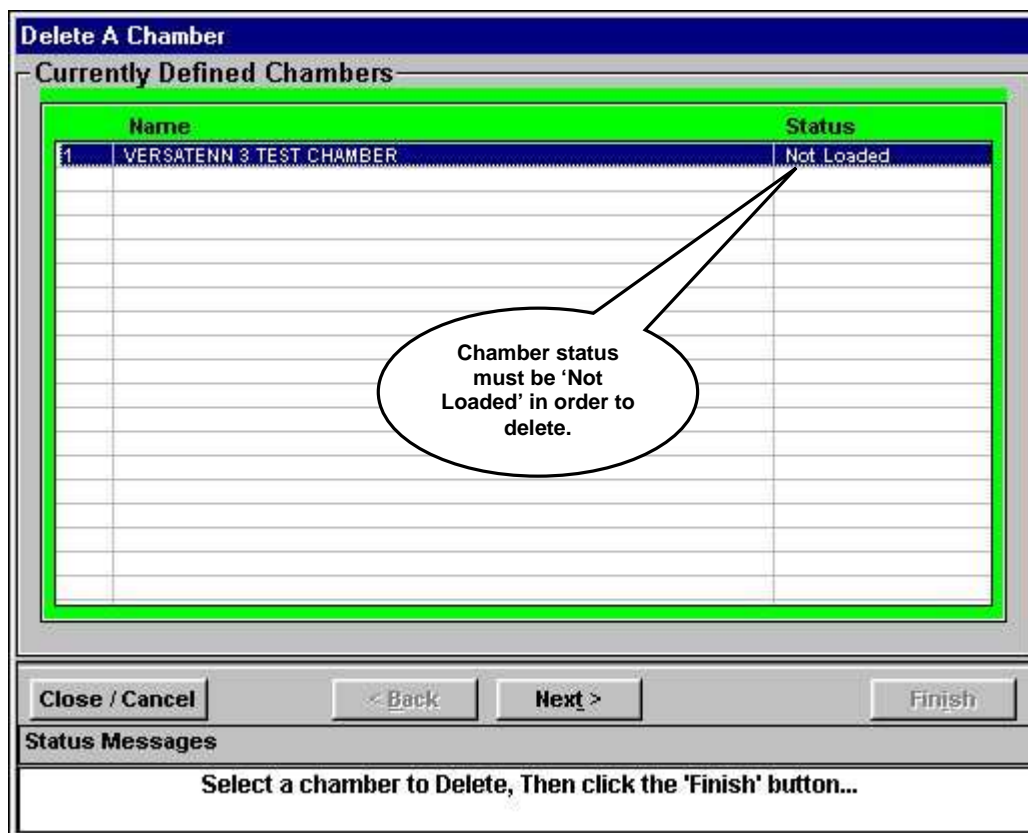 Delete A Chamber
Currently Defined Chambers
Name Status
1 VERSATENN 3 TEST CHAMBER Not Loaded
Chamber status
must be ‘Not
Loaded’ in order to
delete.
Close / Cancel < Back Next > Finish
Status Messages
Select a chamber to Delete, Then click the 'Finish' button...